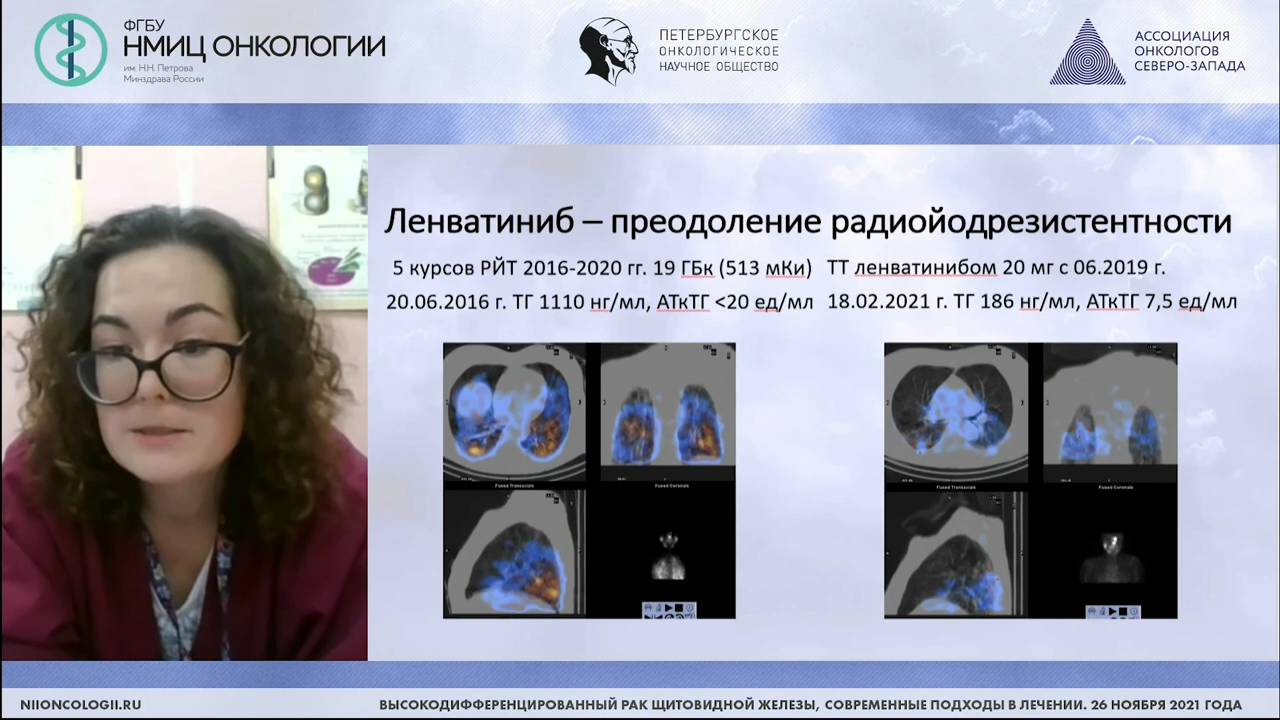 ФГБУ
НМИЦ ОНКОЛОГИИ
им. Н.Н. Петрова
Минздрава России
ПЕТЕРБУРГСКОЕ
ОНКОЛОГИЧЕСКОЕ
НАУЧНОЕ ОБЩЕСТВО
АССОЦИАЦИЯ
ОНКОЛОГОВ
СЕВЕРО-ЗАПАДА
Ленватиниб – преодоление радиойодрезистентности
5 курсов РЙТ 2016-2020 гг. 19 ГБк (513 мКи)
20.06.2016 г. ТГ 1110 нг/мл, АТкТГ <20 ед/мл
ТТ ленватинибом 20 мг с 06.2019 г.
18.02.2021 г. ТГ 186 нг/мл, АТкТГ 7,5 ед/мл
Fused Transaxials
Fused Coronals
Fused Transaxials
Fused Coronals
NIIONCOLOGII.RU
ВЫСОКОДИФФЕРЕНЦИРОВАННЫЙ РАК ЩИТОВИДНОЙ ЖЕЛЕЗЫ, СОВРЕМЕННЫЕ ПОДХОДЫ В ЛЕЧЕНИИ. 26 НОЯБРЯ 2021 ГОДА